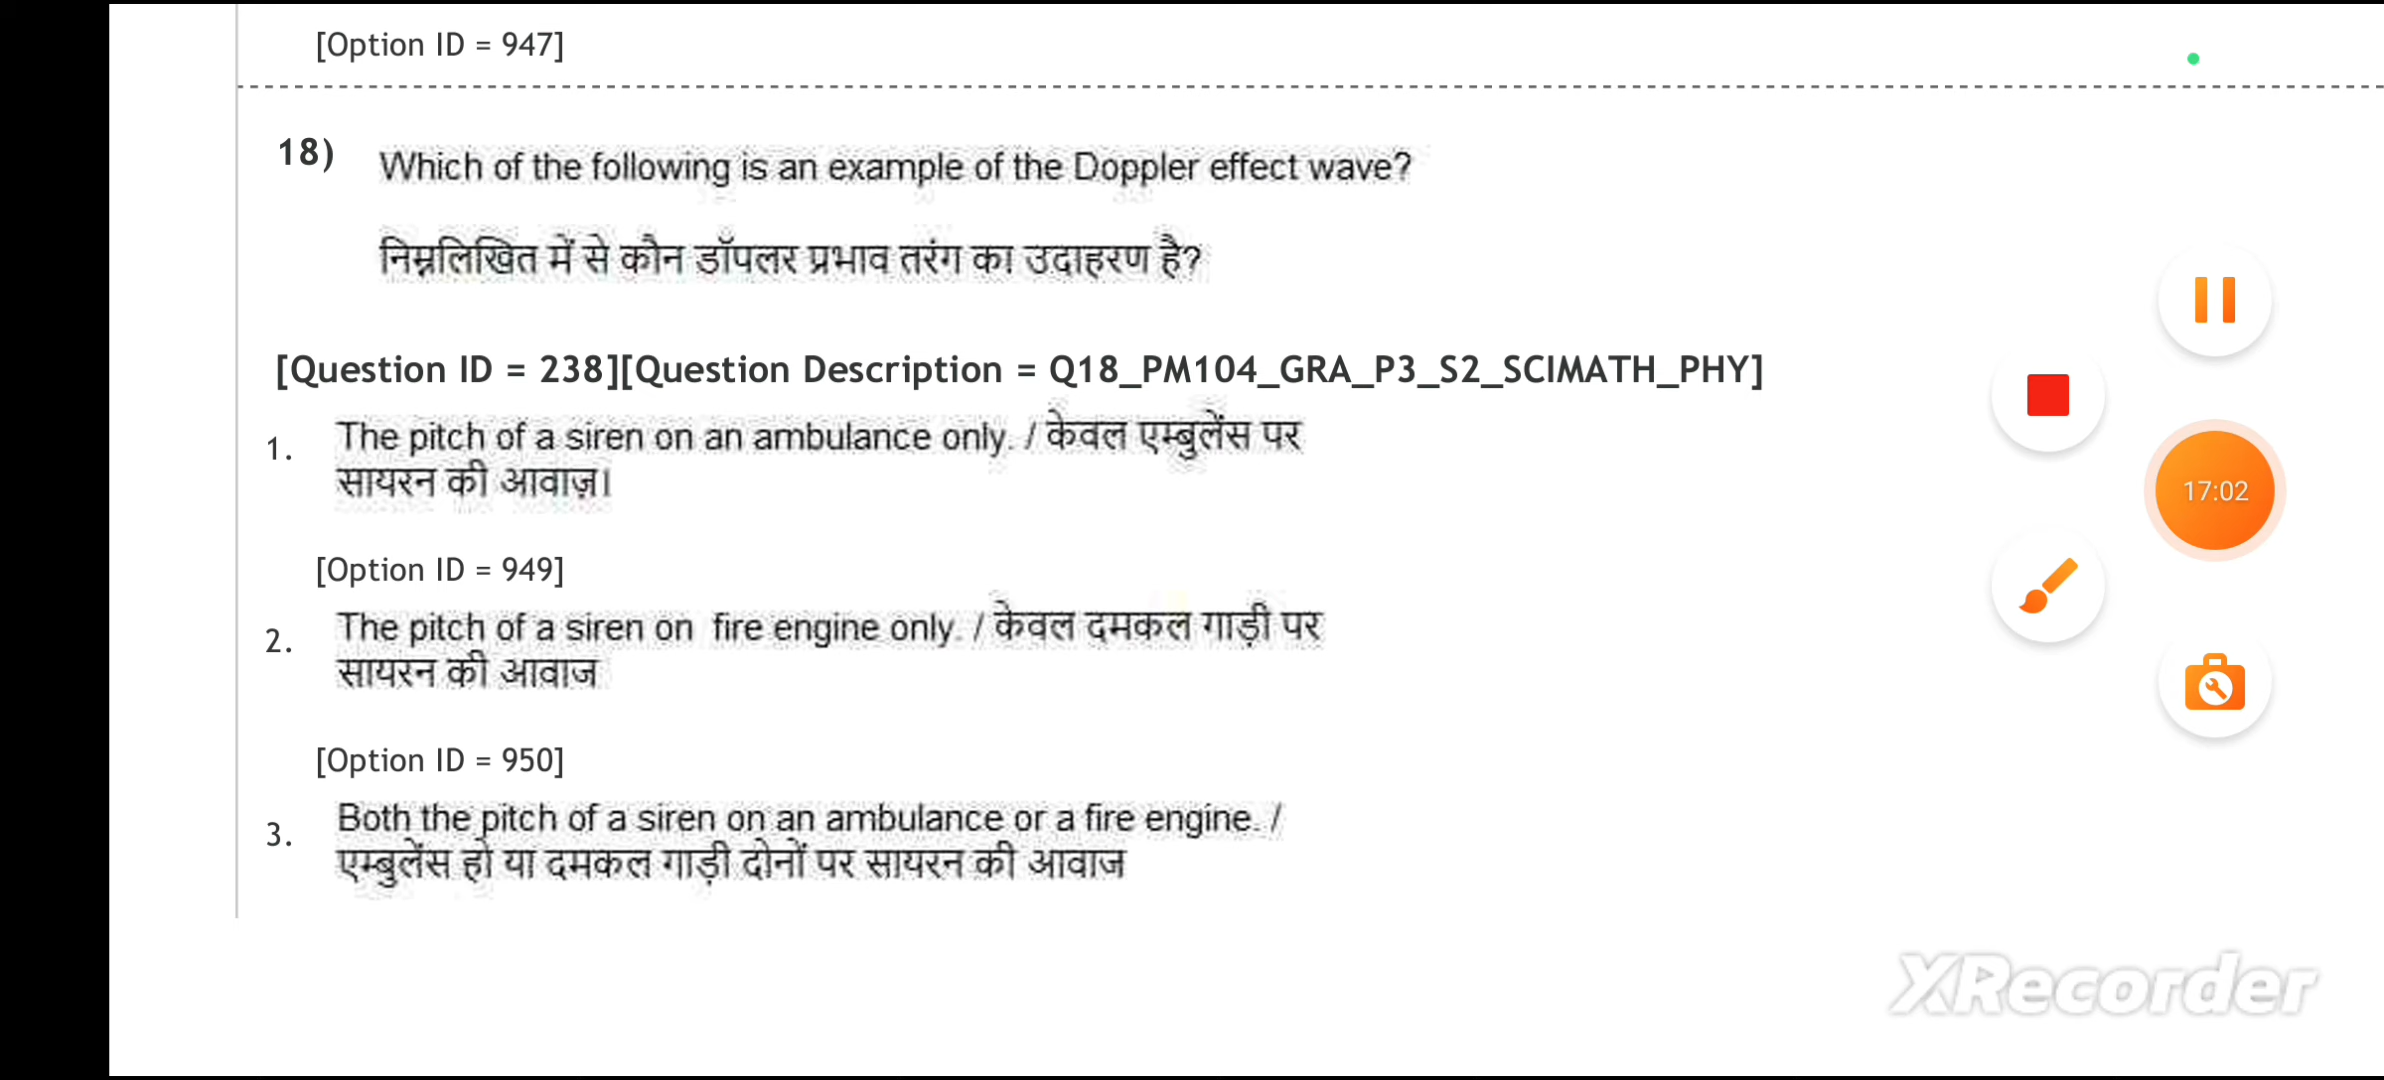 [Option ID = 947]
18) Which of the following is an example of the Doppler effect wave?
निम्नलिखित में से कौन डॉपलर प्रभाव तरंग का उदाहरण है?
[Question ID = 238][Question Description = Q18_PM104_GRA_P3_S2_SCIMATH_PHY]
1. The pitch of a siren on an ambulance only. / केवल एम्बुलेंस पर
सायरन की आवाज़।
[Option ID = 949]
2. The pitch of a siren on fire engine only. / केवल दमकल गाड़ी पर
सायरन की आवाज
[Option ID = 950]
3. Both the pitch of a siren on an ambulance or a fire engine. /
एम्बुलेंस हो या दमकल गाड़ी दोनों पर सायरन की आवाज
17:02
XRecorder